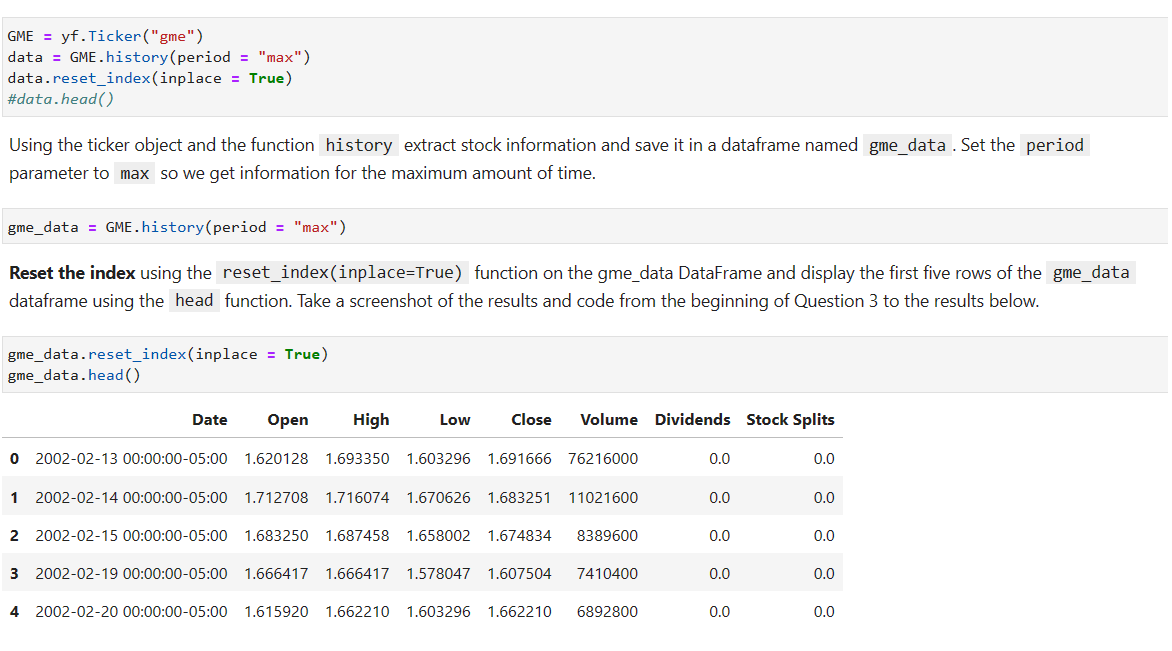 GME = yf.Ticker("gme")
data = GME.history(period = "max")
data.reset_index(inplace = True)
#data.head()
Using the ticker object and the function history extract stock information and save it in a dataframe named gme_data . Set the period
parameter to max so we get information for the maximum amount of time.
gme_data = GME.history(period = "max")
Reset the index using the reset_index(inplace=True) function on the gme_data DataFrame and display the first five rows of the gme_data
dataframe using the head function. Take a screenshot of the results and code from the beginning of Question 3 to the results below.
gme_data.reset_index(inplace = True)
gme_data.head()
Date Open High Low Close Volume Dividends Stock Splits
0 2002-02-13 00:00:00-05:00 1.620128 1.693350 1.603296 1.691666 76216000 0.0 0.0
1 2002-02-14 00:00:00-05:00 1.712708 1.716074 1.670626 1.683251 11021600 0.0 0.0
2 2002-02-15 00:00:00-05:00 1.683250 1.687458 1.658002 1.674834 8389600 0.0 0.0
3 2002-02-19 00:00:00-05:00 1.666417 1.666417 1.578047 1.607504 7410400 0.0 0.0
4 2002-02-20 00:00:00-05:00 1.615920 1.662210 1.603296 1.662210 6892800 0.0 0.0